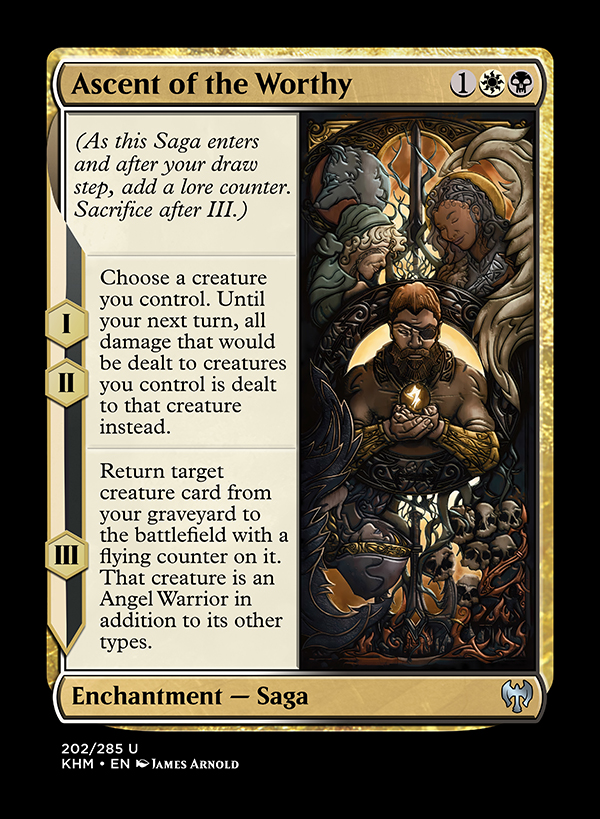 Ascent of the Worthy 1
(As this Saga enters
and after your draw
step, add a lore counter.
Sacrifice after III.)
I
II
Choose a creature
you control. Until
your next turn, all
damage that would
be dealt to creatures
you control is dealt
to that creature
instead.
III
Return target
creature card from
your graveyard to
the battlefield with a
flying counter on it.
That creature is an
Angel Warrior in
addition to its other
types.
Enchantment — Saga
202/285 U
KHM • EN James Arnold